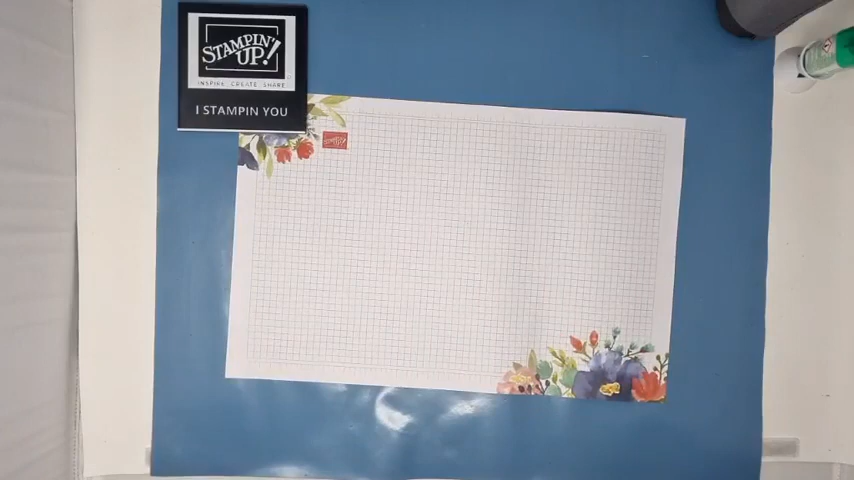 STAMPIN'
UP!
INSPIRE. CREATE. SHARE.
I STAMPIN YOU